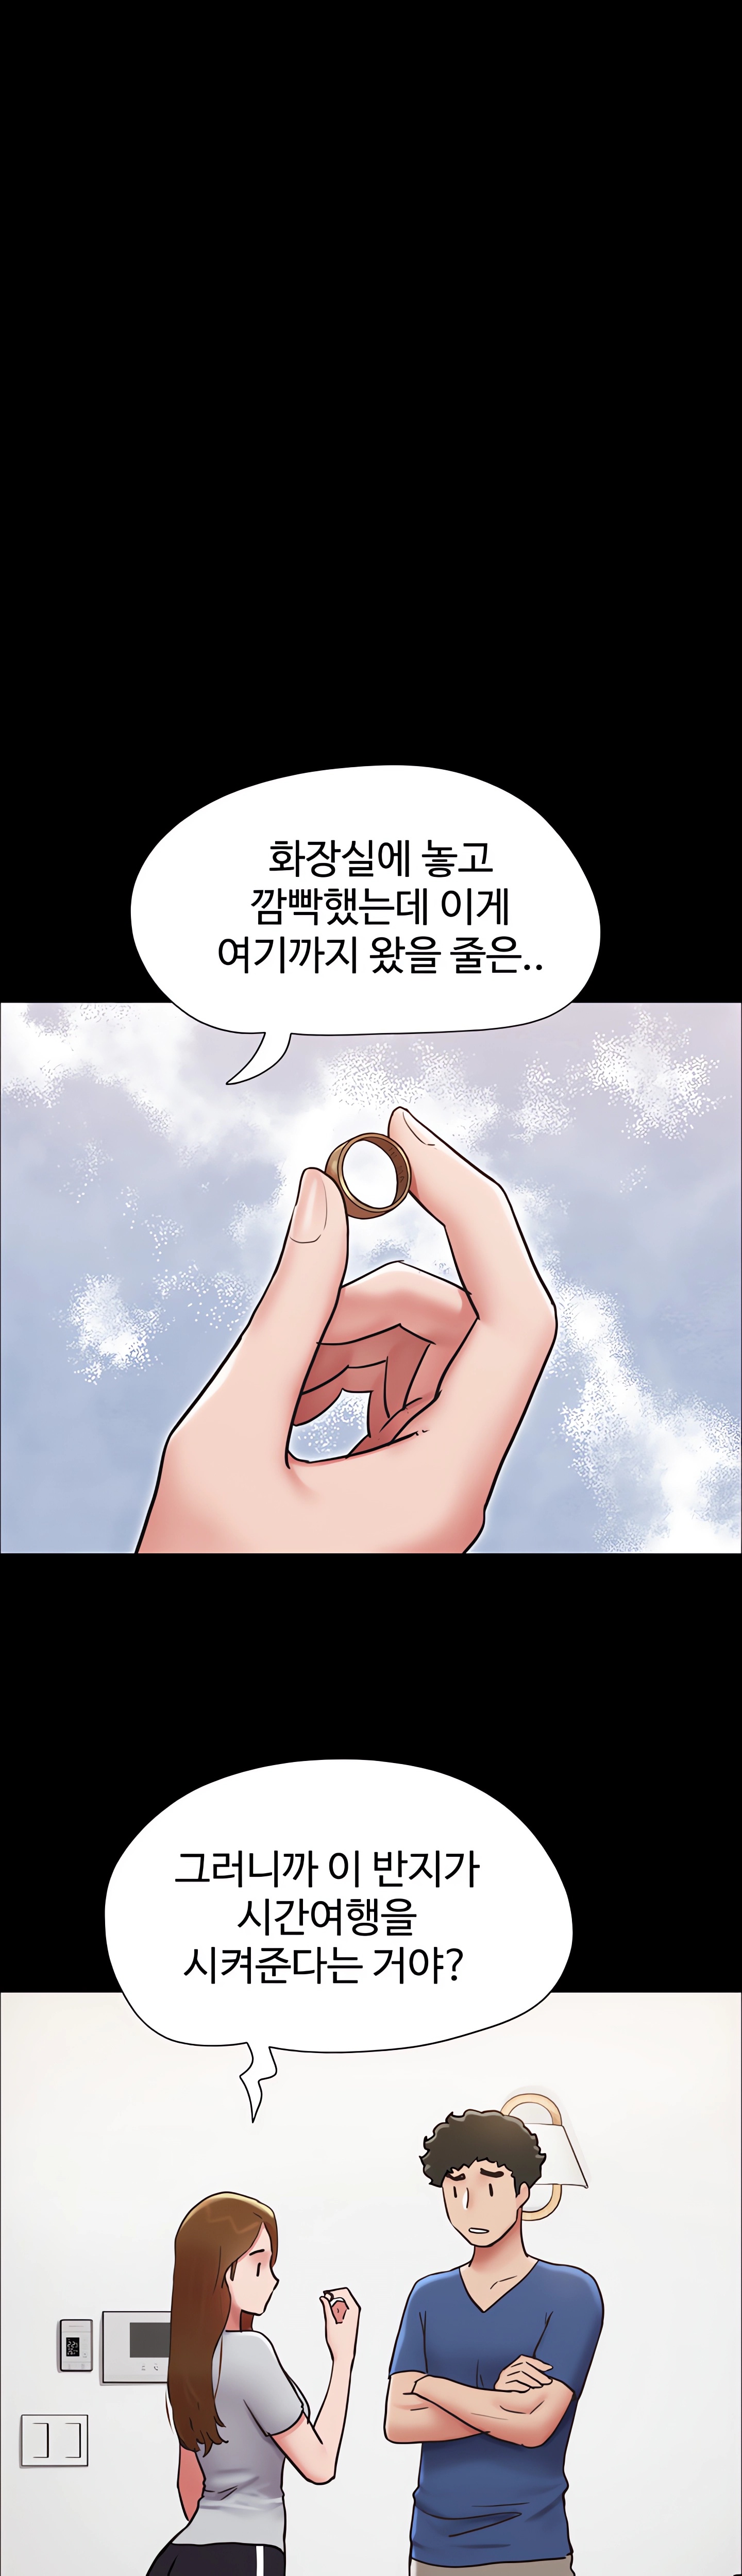 화장실에 놓고
깜빡했는데 이게
여기까지 왔을 줄은..
그러니까 이 반지가
시간여행을
시켜준다는 거야?